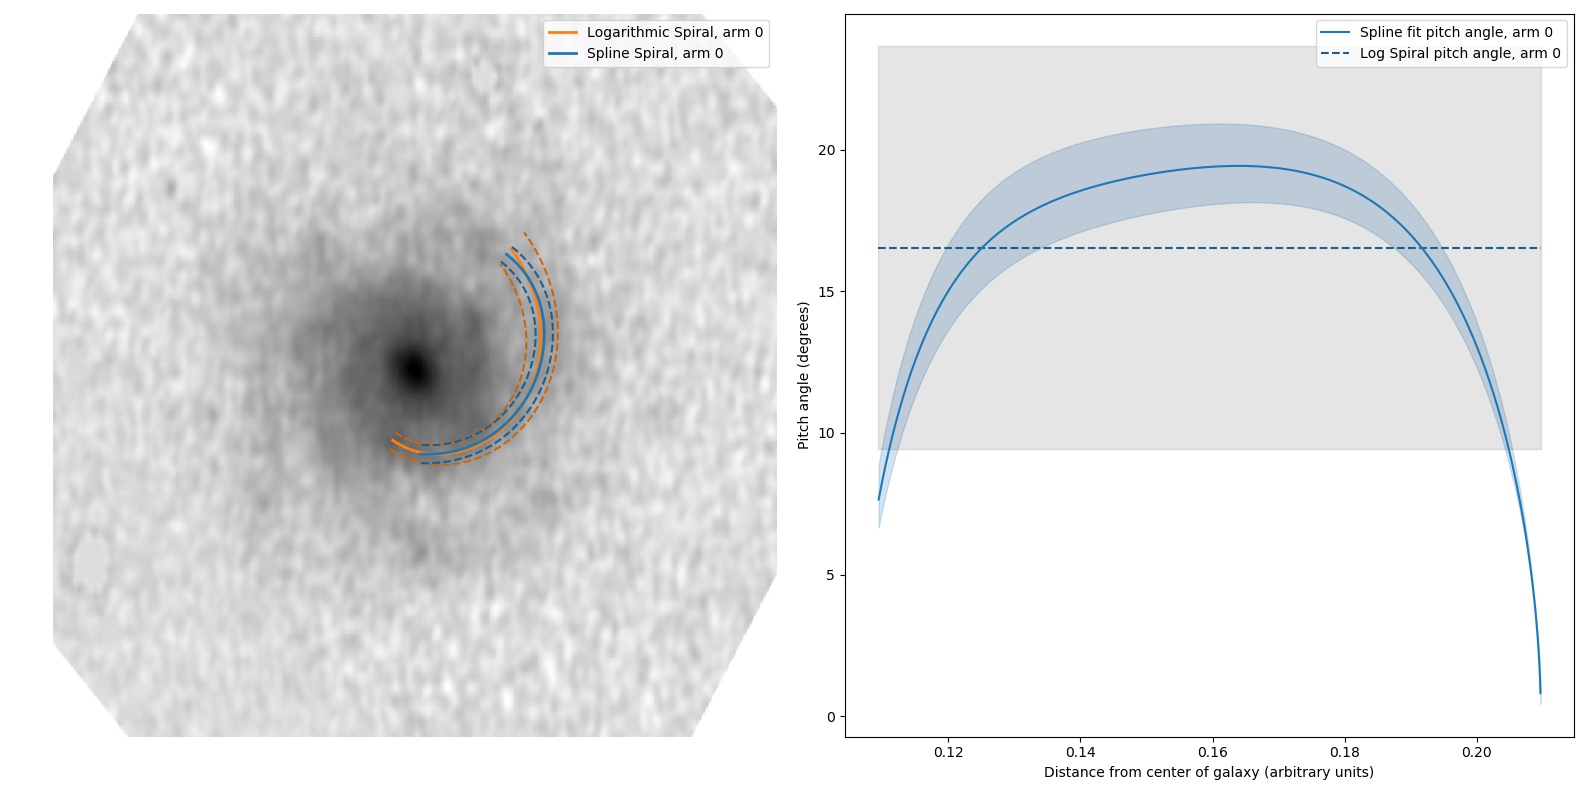 Logarithmic Spiral, arm 0
Spline Spiral, arm 0
Spline fit pitch angle, arm 0
Log Spiral pitch angle, arm 0
Pitch angle (degrees)
20
15
10
5
0
0.12
0.14
0.16
0.18
0.20
Distance from center of galaxy (arbitrary units)